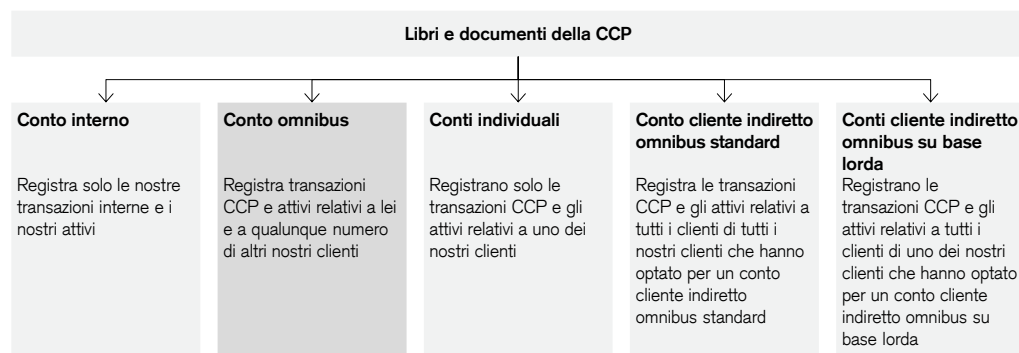 Libri e documenti della CCP
Conto interno
Registra solo le nostre
transazioni interne e i
nostri attivi
Conto omnibus
Registra transazioni
CCP e attivi relativi a lei
e a qualunque numero
di altri nostri clienti
Conti individuali
Registrano solo le
transazioni CCP e gli
attivi relativi a uno dei
nostri clienti
Conto cliente indiretto
omnibus standard
Registra le transazioni
CCP e gli attivi relativi a
tutti i clienti di tutti i
nostri clienti che hanno
optato per un conto
cliente indiretto
omnibus standard
Conti cliente indiretto
omnibus su base
lorda
Registrano le
transazioni CCP e gli
attivi relativi a tutti i
clienti di uno dei nostri
clienti che hanno optato
per un conto cliente
indiretto omnibus su
base lorda